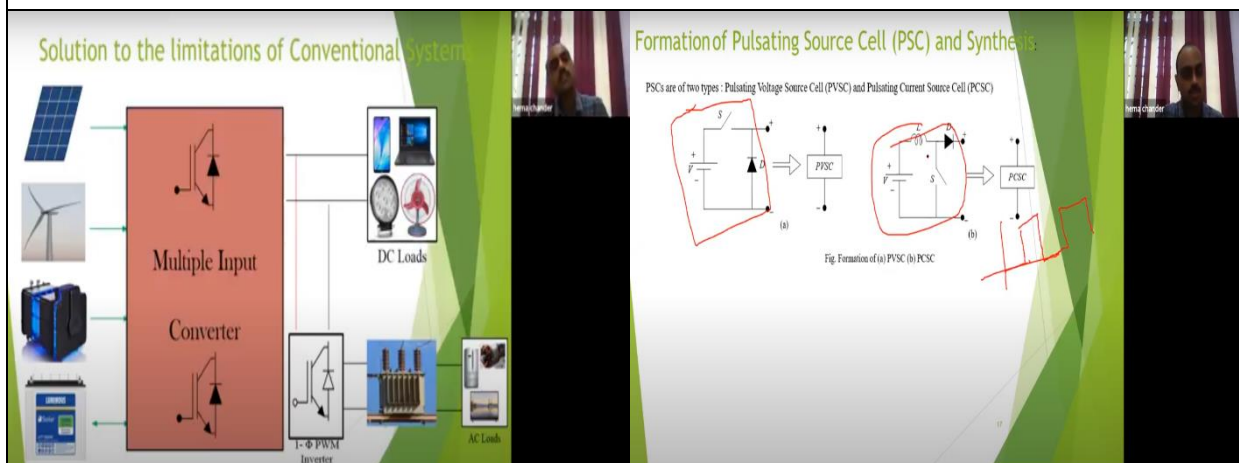 Solution to the limitations of Conventional Systems
hema chander
Multiple Input
Converter
DC Loads
1- Φ PWM
Inverter
AC Loads
LUMINOUS
Formation of Pulsating Source Cell (PSC) and Synthesis
hema chander
PSCs are of two types : Pulsating Voltage Source Cell (PVSC) and Pulsating Current Source Cell (PCSC)
S
+
+
V
-
D
-
+
PVSC
-
(a)
L
D
+
+
V
-
S
-
+
PCSC
-
(b)
Fig. Formation of (a) PVSC (b) PCSC
17